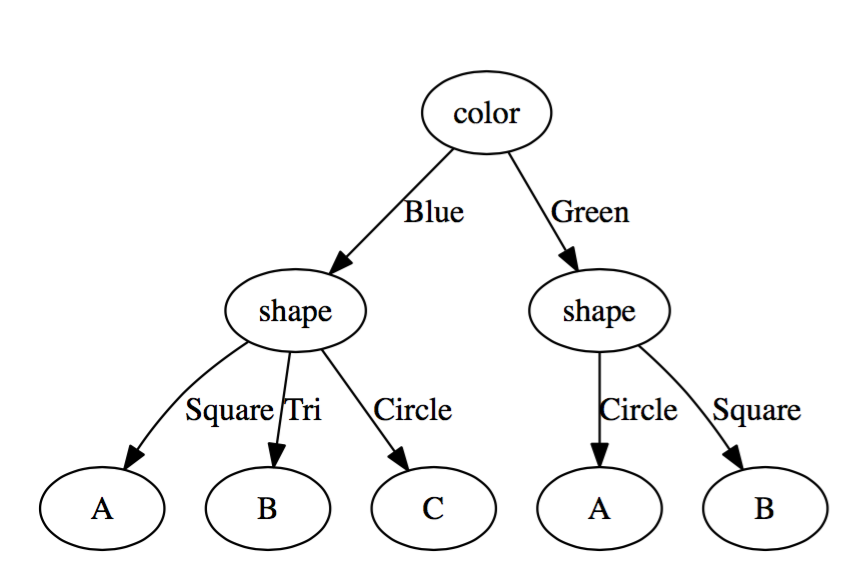 color
Blue Green
shape shape
Square Tri Circle Circle Square
A B C A B